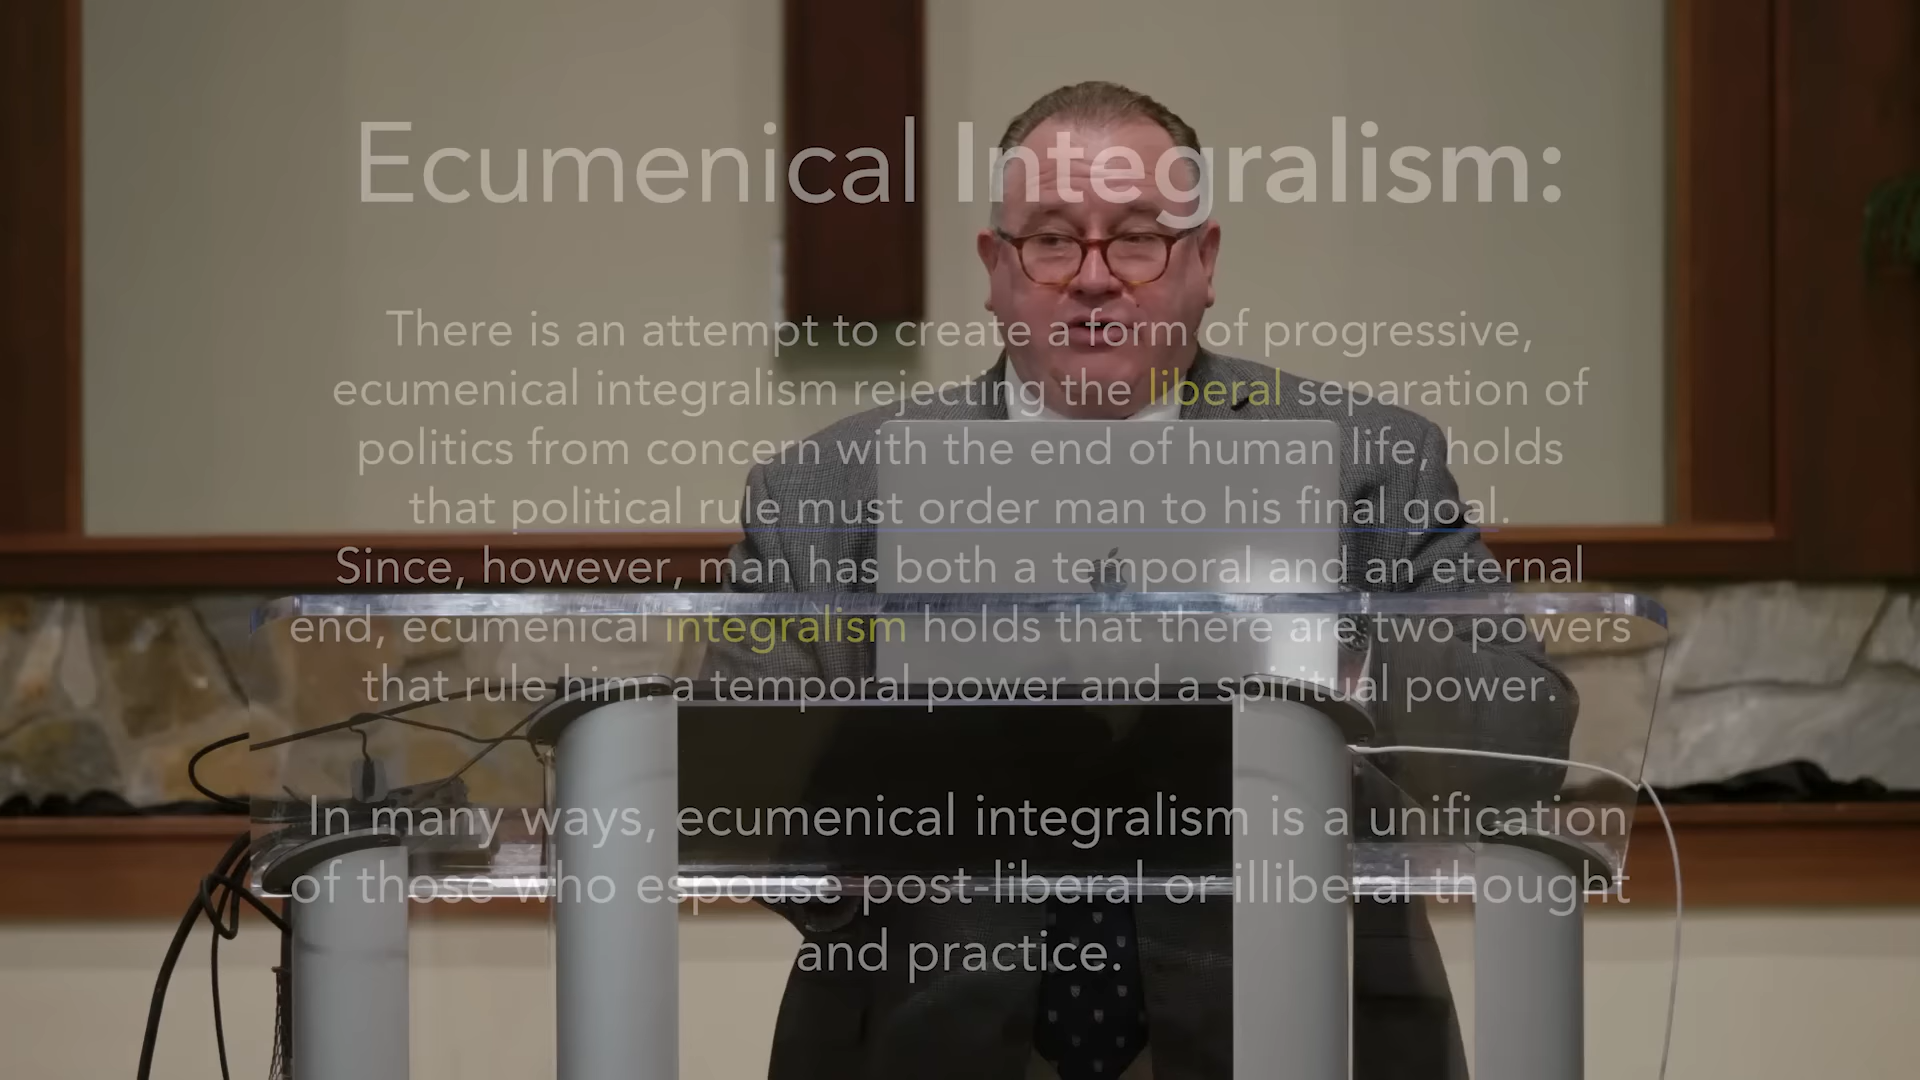 Ecumenical Integralism:
There is an attempt to create a form of progressive,
ecumenical integralism rejecting the liberal separation of
politics from concern with the end of human life, holds
that political rule must order man to his final goal.
Since, however, man has both a temporal and an eternal
end, ecumenical integralism holds that there are two powers
that rule him: a temporal power and a spiritual power.
In many ways, ecumenical integralism is a unification
of those who espouse post-liberal or illiberal thought
and practice.